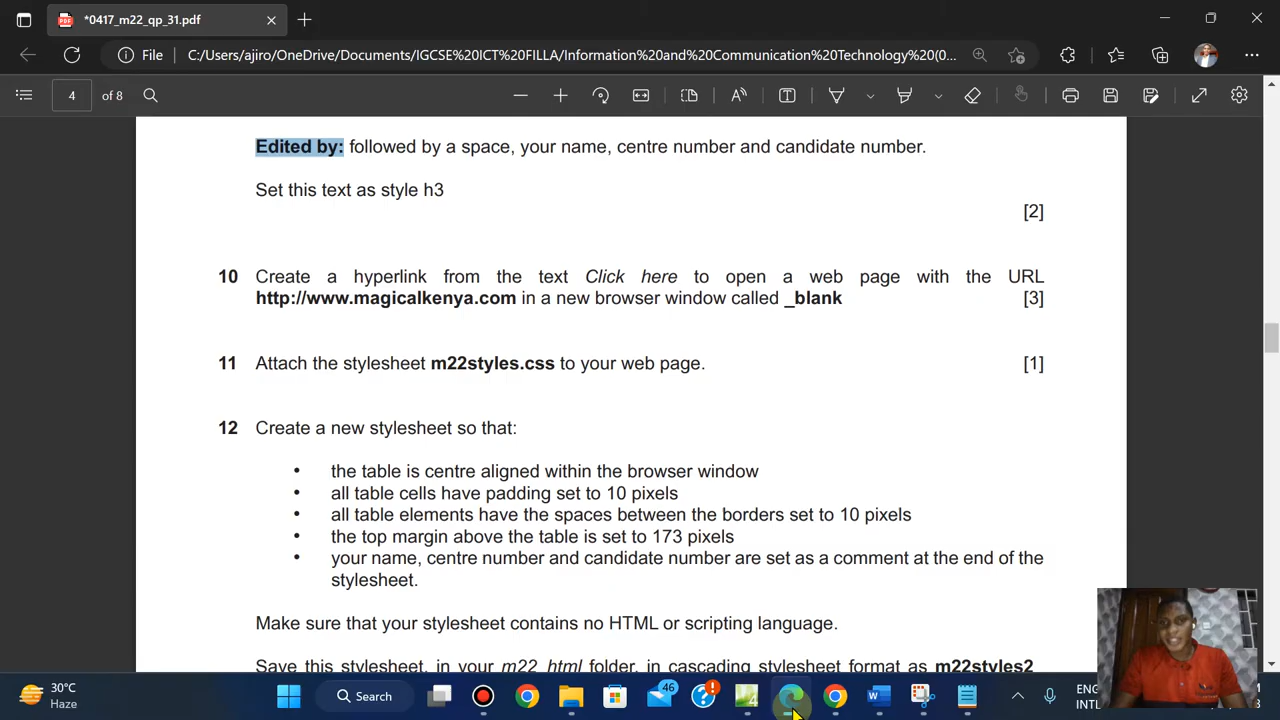 *0417_m22_qp_31.pdf
File
C:/Users/ajiro/OneDrive/Documents/IGCSE%20ICT%20FILLA/Information%20and%20Communication%20Technology%20(0...
4 of 8
Edited by: followed by a space, your name, centre number and candidate number.
Set this text as style h3
[2]
10 Create a hyperlink from the text Click here to open a web page with the URL
http://www.magicalkenya.com in a new browser window called _blank [3]
11 Attach the stylesheet m22styles.css to your web page. [1]
12 Create a new stylesheet so that:
• the table is centre aligned within the browser window
• all table cells have padding set to 10 pixels
• all table elements have the spaces between the borders set to 10 pixels
• the top margin above the table is set to 173 pixels
• your name, centre number and candidate number are set as a comment at the end of the
stylesheet.
Make sure that your stylesheet contains no HTML or scripting language.
Save this stylesheet, in your m22_html folder, in cascading stylesheet format as m22styles2
30°C
Haze
Search
46
ENG
INTL